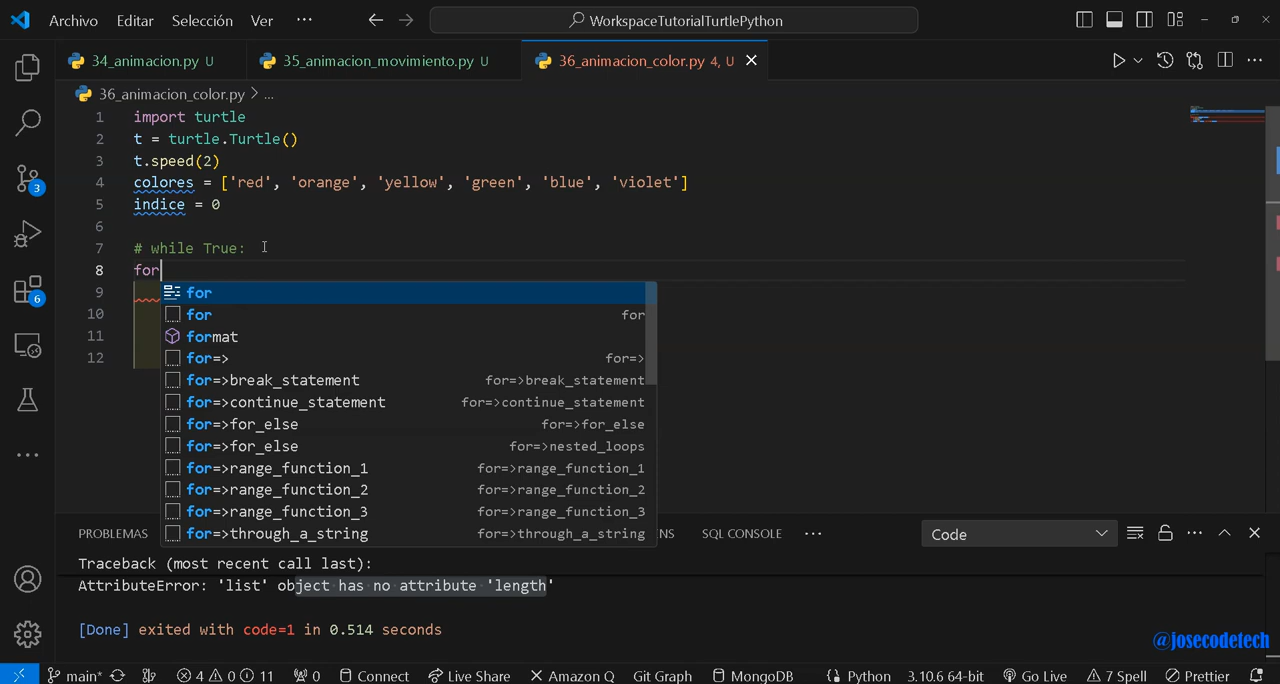 Archivo Editar Selección Ver ··· WorkspaceTutorialTurtlePython
34_animacion.py U 35_animacion_movimiento.py U 36_animacion_color.py 4, U
36_animacion_color.py > ...
1 import turtle
2 t = turtle.Turtle()
3 t.speed(2)
4 colores = ['red', 'orange', 'yellow', 'green', 'blue', 'violet']
5 indice = 0
6
7 # while True:
8 for
9
10
11
12
for
for for
format
for=> for=>
for=>break_statement for=>break_statement
for=>continue_statement for=>continue_statement
for=>for_else for=>for_else
for=>for_else for=>nested_loops
for=>range_function_1 for=>range_function_1
for=>range_function_2 for=>range_function_2
for=>range_function_3 for=>range_function_3
for=>through_a_string for=>through_a_string
3
6
PROBLEMAS NS SQL CONSOLE ··· Code
Traceback (most recent call last):
AttributeError: 'list' object has no attribute 'length'
[Done] exited with code=1 in 0.514 seconds
@josecodetech
main* 4 0 11 0 Connect Live Share Amazon Q Git Graph MongoDB Python 3.10.6 64-bit Go Live 7 Spell Prettier